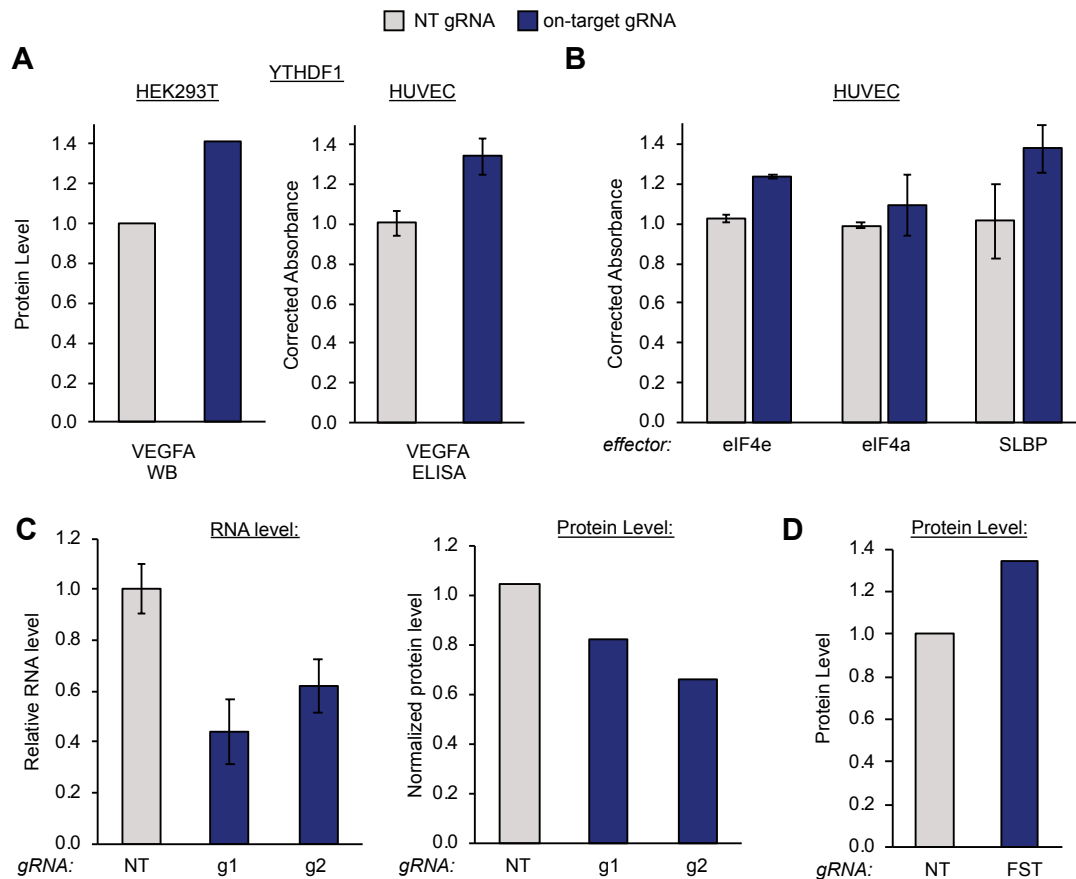 NT gRNA on-target gRNA
A
YTHDF1
HEK293T
HUVEC
Protein Level
1.4
1.2
1.0
0.8
0.6
0.4
0.2
0.0
VEGFA
WB
Corrected Absorbance
1.4
1.2
1.0
0.8
0.6
0.4
0.2
0.0
VEGFA
ELISA
B
HUVEC
Corrected Absorbance
1.4
1.2
1.0
0.8
0.6
0.4
0.2
0.0
effector: eIF4e eIF4a SLBP
C
RNA level:
Relative RNA level
1.2
1.0
0.8
0.6
0.4
0.2
0.0
gRNA: NT g1 g2
Protein Level:
Normalized protein level
1.2
1.0
0.8
0.6
0.4
0.2
0.0
gRNA: NT g1 g2
D
Protein Level:
Protein Level
1.4
1.2
1.0
0.8
0.6
0.4
0.2
0.0
gRNA: NT FST